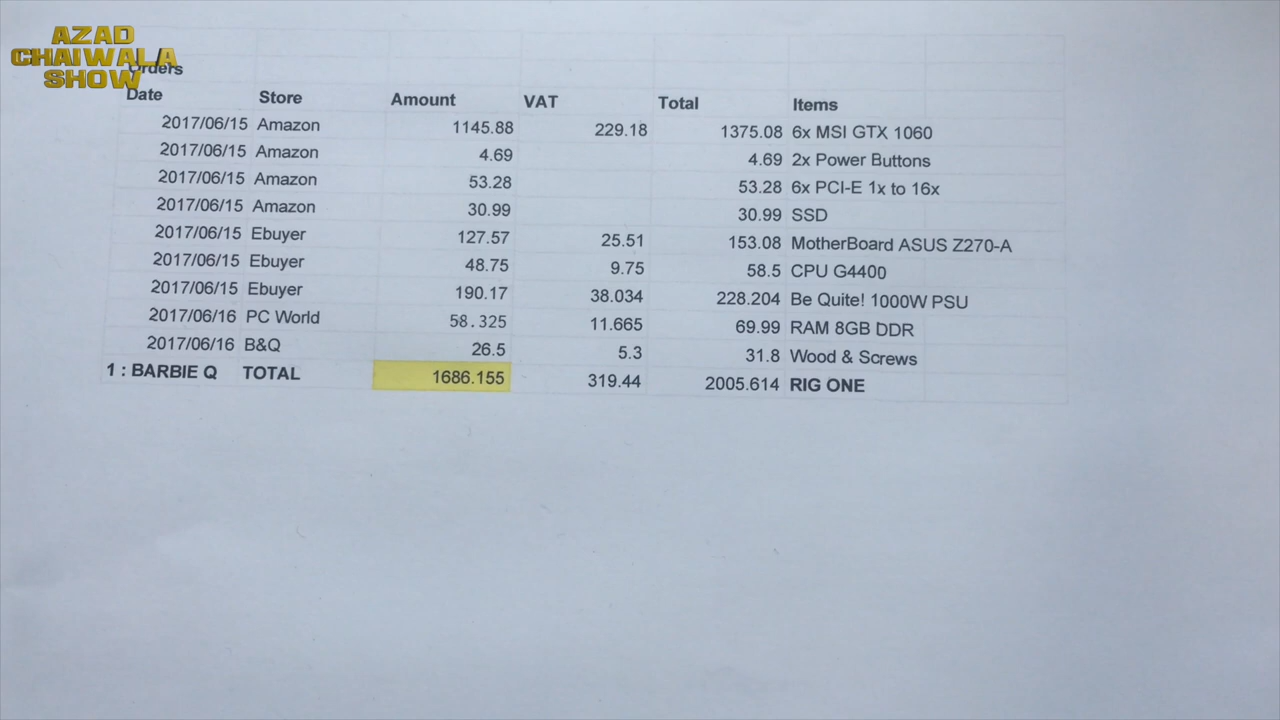 AZAD
CHAIWALA
SHOW
Orders
Date Store Amount VAT Total Items
2017/06/15 Amazon 1145.88 229.18 1375.08 6x MSI GTX 1060
2017/06/15 Amazon 4.69 4.69 2x Power Buttons
2017/06/15 Amazon 53.28 53.28 6x PCI-E 1x to 16x
2017/06/15 Amazon 30.99 30.99 SSD
2017/06/15 Ebuyer 127.57 25.51 153.08 MotherBoard ASUS Z270-A
2017/06/15 Ebuyer 48.75 9.75 58.5 CPU G4400
2017/06/15 Ebuyer 190.17 38.034 228.204 Be Quite! 1000W PSU
2017/06/16 PC World 58.325 11.665 69.99 RAM 8GB DDR
2017/06/16 B&Q 26.5 5.3 31.8 Wood & Screws
1 : BARBIE Q TOTAL 1686.155 319.44 2005.614 RIG ONE